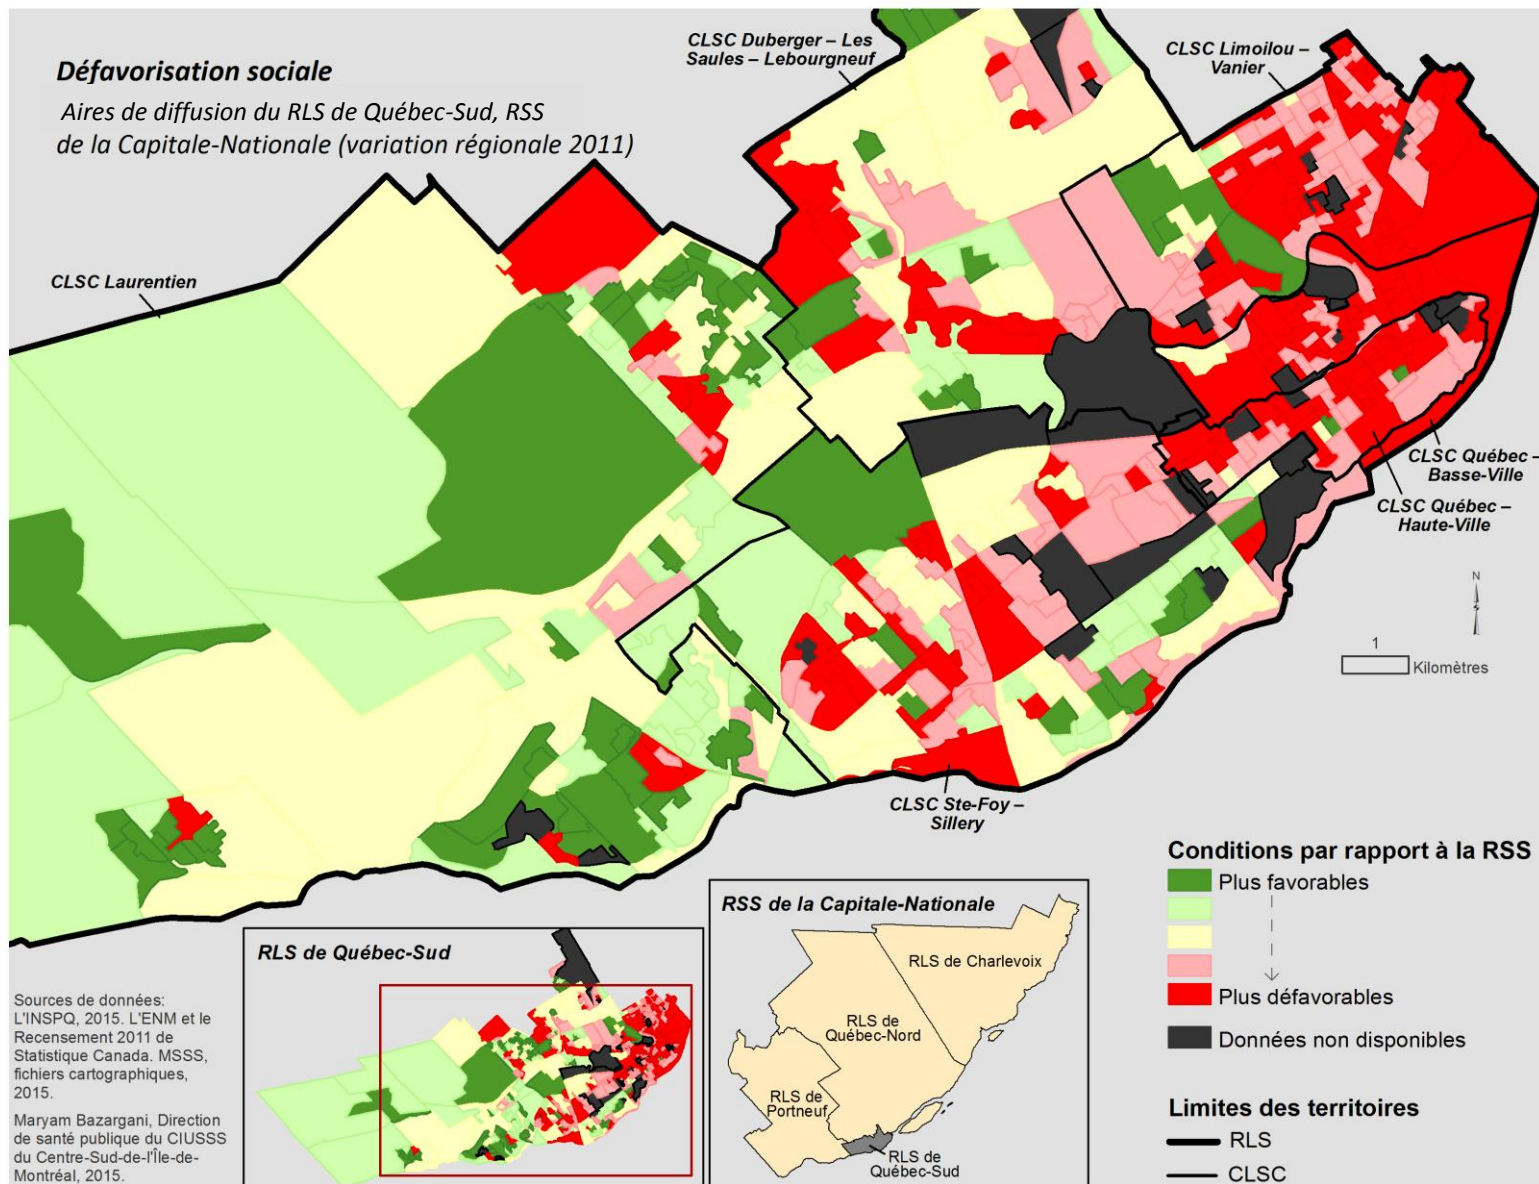 Défavorisation sociale
Aires de diffusion du RLS de Québec-Sud, RSS
de la Capitale-Nationale (variation régionale 2011)
CLSC Duberger – Les
Saules – Lebourgneuf
CLSC Limoilou –
Vanier
CLSC Laurentien
CLSC Québec –
Basse-Ville
CLSC Québec –
Haute-Ville
N
1
Kilomètres
CLSC Ste-Foy –
Sillery
Conditions par rapport à la RSS
Plus favorables
Plus défavorables
Données non disponibles
Limites des territoires
RLS
CLSC
RLS de Québec-Sud
RSS de la Capitale-Nationale
RLS de Charlevoix
RLS de
Québec-Nord
RLS de
Portneuf
RLS de
Québec-Sud
Sources de données:
L'INSPQ, 2015. L'ENM et le
Recensement 2011 de
Statistique Canada. MSSS,
fichiers cartographiques,
2015.
Maryam Bazargani, Direction
de santé publique du CIUSSS
du Centre-Sud-de-l'Île-de-
Montréal, 2015.